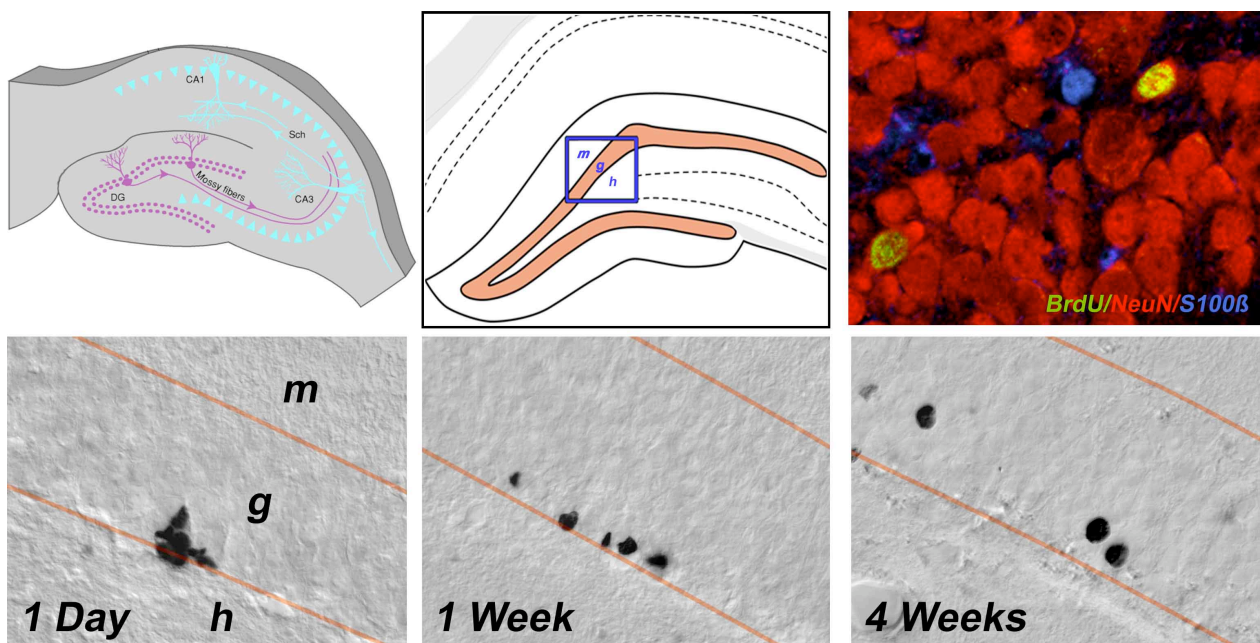 CA1
Sch
CA3
DG
Mossy fibers
m
g
h
BrdU/NeuN/S100ß
m
g
h
1 Day
1 Week
4 Weeks